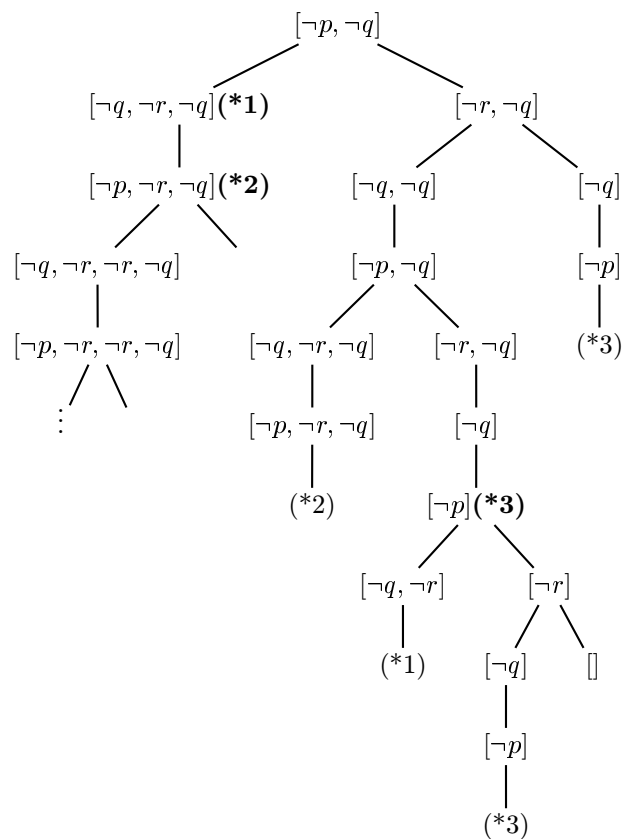 [¬p, ¬q]
[¬q, ¬r, ¬q](*1) [¬r, ¬q]
[¬p, ¬r, ¬q](*2) [¬q, ¬q] [¬q]
[¬q, ¬r, ¬r, ¬q] [¬p, ¬q] [¬p]
[¬p, ¬r, ¬r, ¬q] [¬q, ¬r, ¬q] [¬r, ¬q] (*3)
⋮ [¬p, ¬r, ¬q] [¬q]
(*2) [¬p](*3)
[¬q, ¬r] [¬r]
(*1) [¬q] []
[¬p]
(*3)